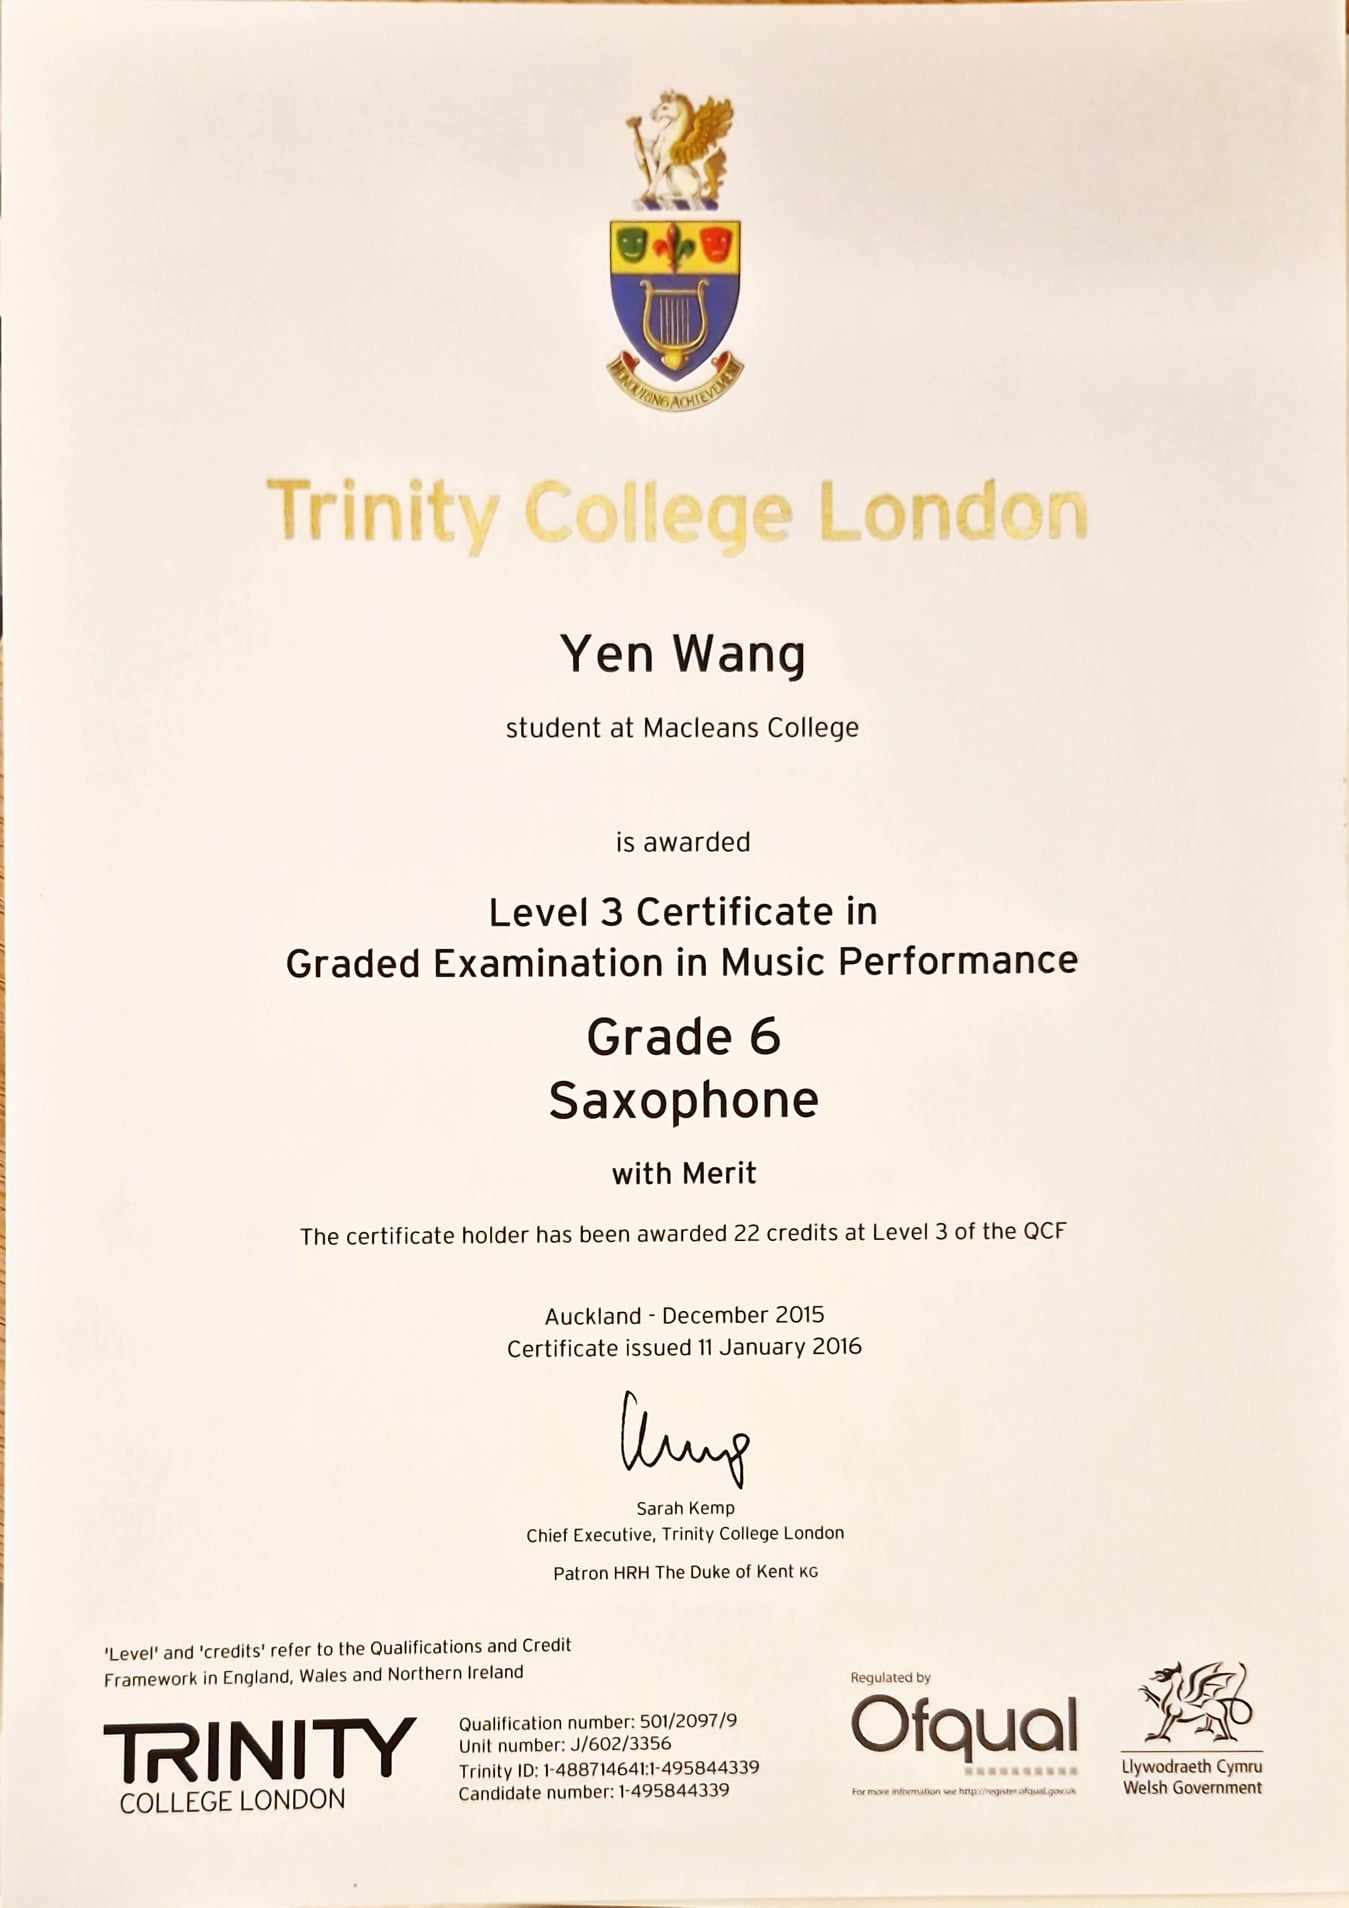 HONOURING ACHIEVEMENT
Trinity College London
Yen Wang
student at Macleans College
is awarded
Level 3 Certificate in
Graded Examination in Music Performance
Grade 6
Saxophone
with Merit
The certificate holder has been awarded 22 credits at Level 3 of the QCF
Auckland - December 2015
Certificate issued 11 January 2016
Sarah Kemp
Chief Executive, Trinity College London
Patron HRH The Duke of Kent KG
'Level' and 'credits' refer to the Qualifications and Credit
Framework in England, Wales and Northern Ireland
TRINITY
COLLEGE LONDON
Qualification number: 501/2097/9
Unit number: J/602/3356
Trinity ID: 1-488714641:1-495844339
Candidate number: 1-495844339
Regulated by
Ofqual
For more information see http://register.ofqual.gov.uk
Llywodraeth Cymru
Welsh Government